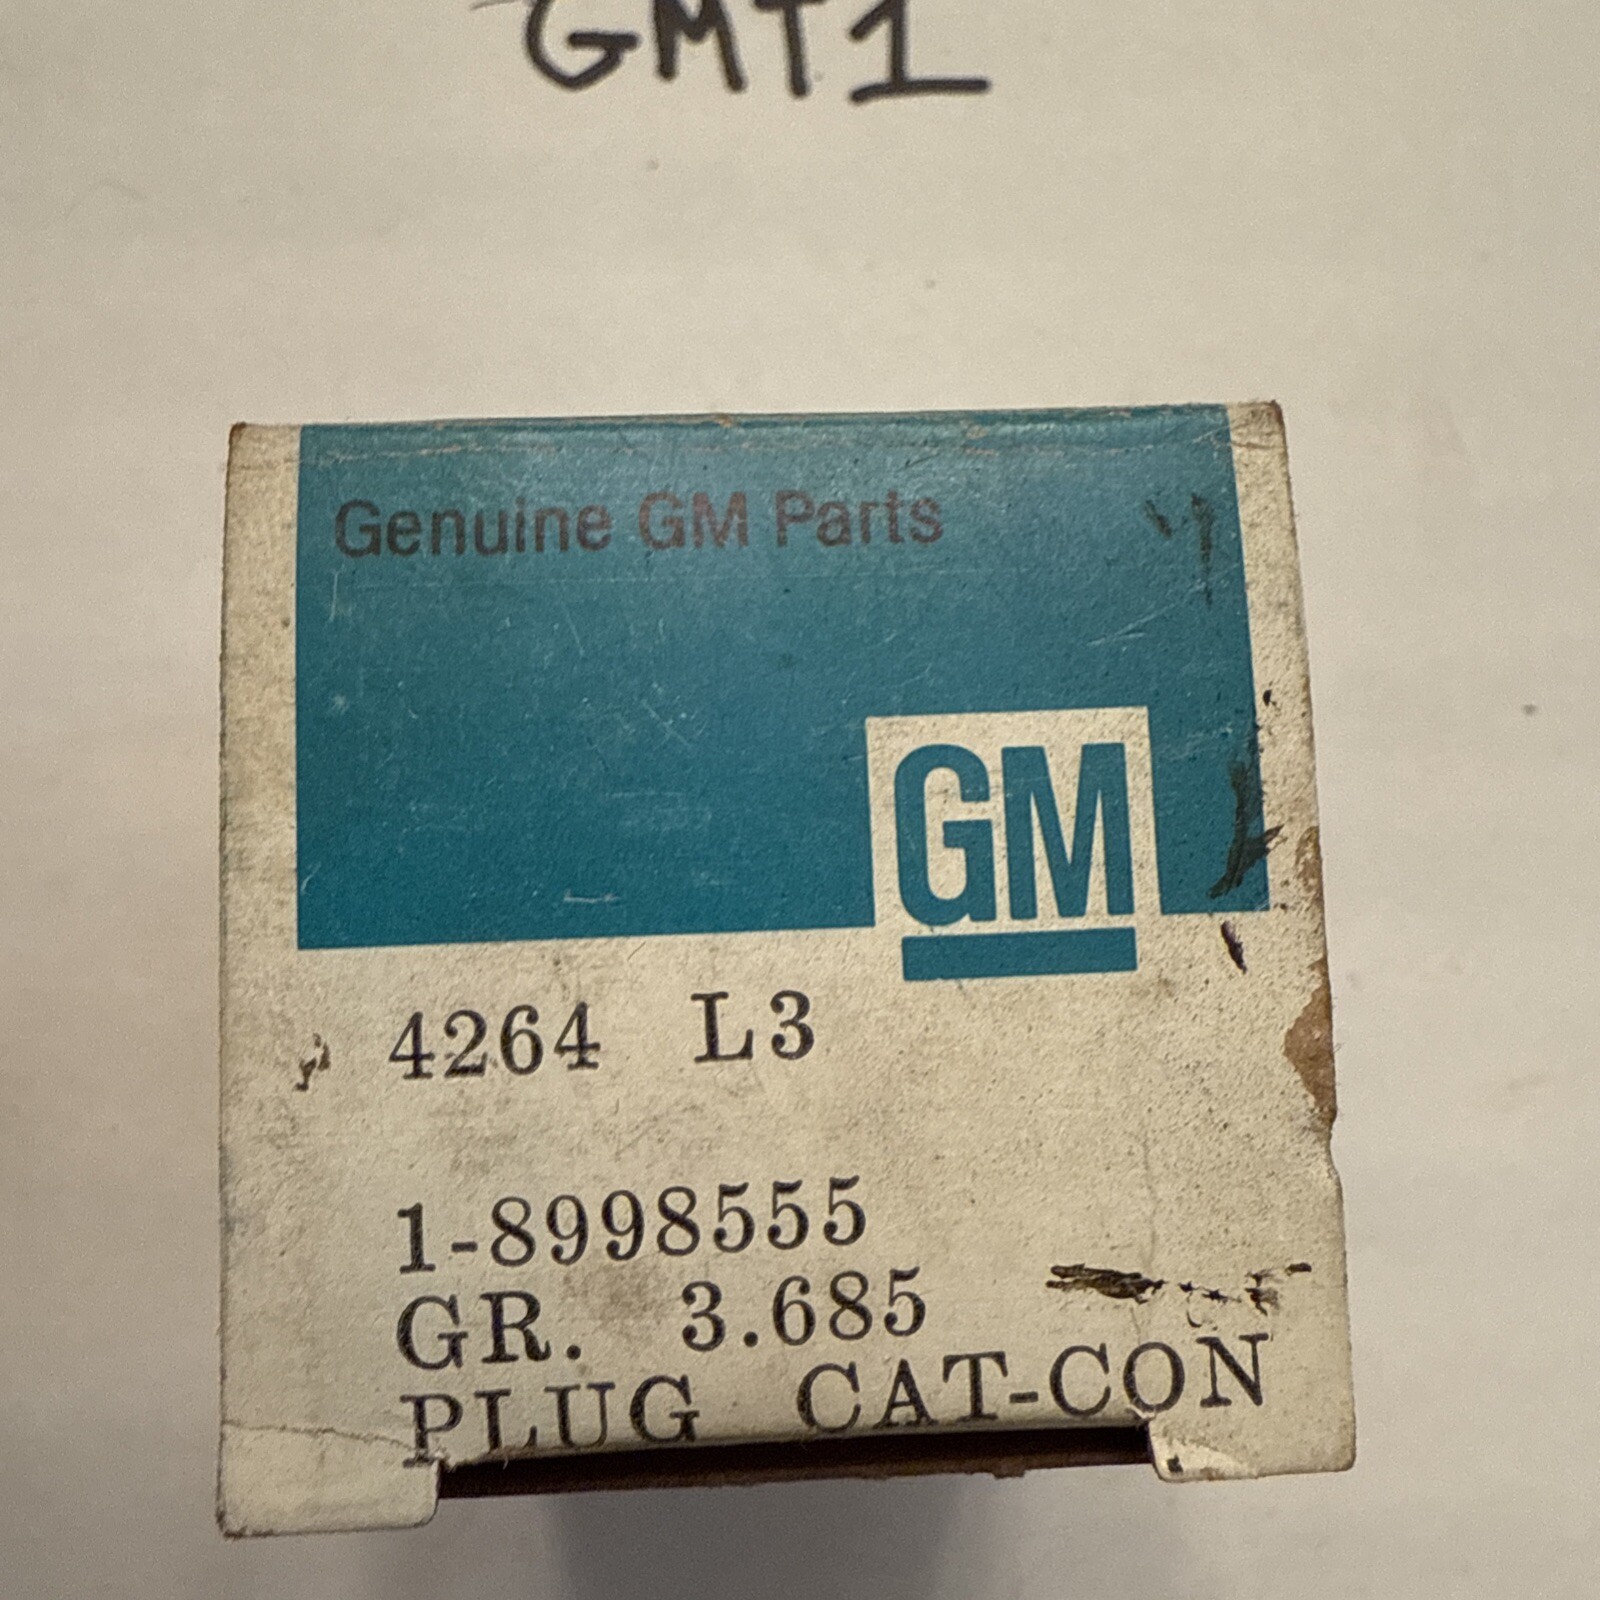 GMT1
Genuine GM Parts
GM
4264 L3
1-8998555
GR. 3.685
PLUG CAT-CON